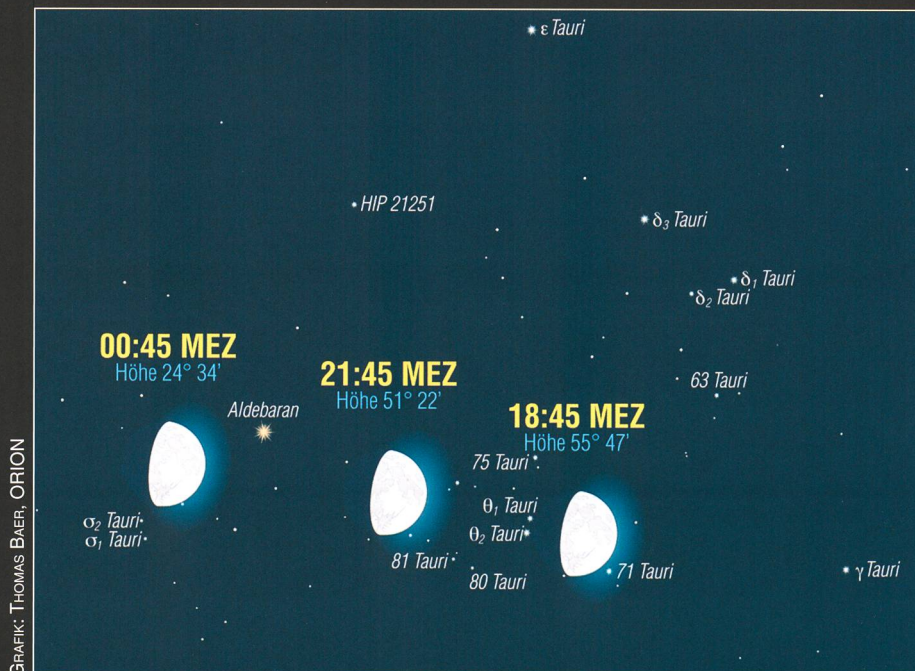 ε Tauri
HIP 21251
δ3 Tauri
δ1 Tauri
δ2 Tauri
00:45 MEZ
Höhe 24° 34'
21:45 MEZ
Höhe 51° 22'
63 Tauri
Aldebaran
18:45 MEZ
Höhe 55° 47'
75 Tauri
θ1 Tauri
σ2 Tauri
θ2 Tauri
σ1 Tauri
81 Tauri
80 Tauri
71 Tauri
γ Tauri
GRAFIK: THOMAS BAER, ORION